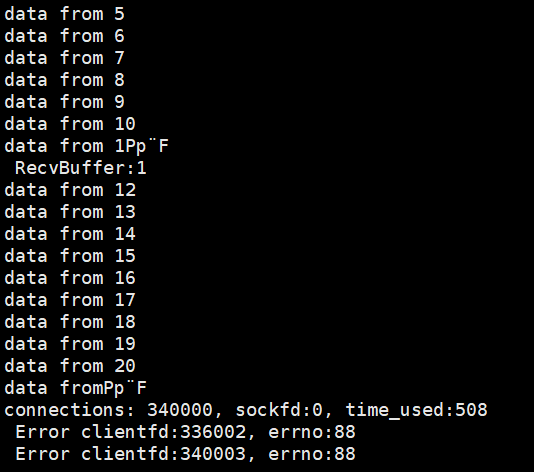 data from 5
data from 6
data from 7
data from 8
data from 9
data from 10
data from 1Pp¨F
 RecvBuffer:1
data from 12
data from 13
data from 14
data from 15
data from 16
data from 17
data from 18
data from 19
data from 20
data fromPp¨F
connections: 340000, sockfd:0, time_used:508
 Error clientfd:336002, errno:88
 Error clientfd:340003, errno:88